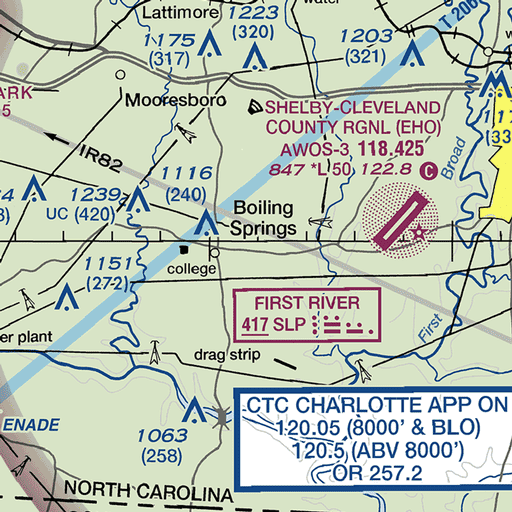 Lattimore
1223
(320)
water
1175
(317)
1203
(321)
T 206
ARK
5
Mooresboro
SHELBY-CLEVELAND
COUNTY RGNL (EHO)
AWOS-3 118.425
847 *L 50 122.8 C
IR82
Broad
1116
(240)
1239
UC (420)
Boiling
Springs
college
1151
(272)
FIRST RIVER
417 SLP
First
er plant
drag strip
CTC CHARLOTTE APP ON
120.05 (8000' & BLO)
120.5 (ABV 8000')
OR 257.2
ENADE
1063
(258)
NORTH CAROLINA